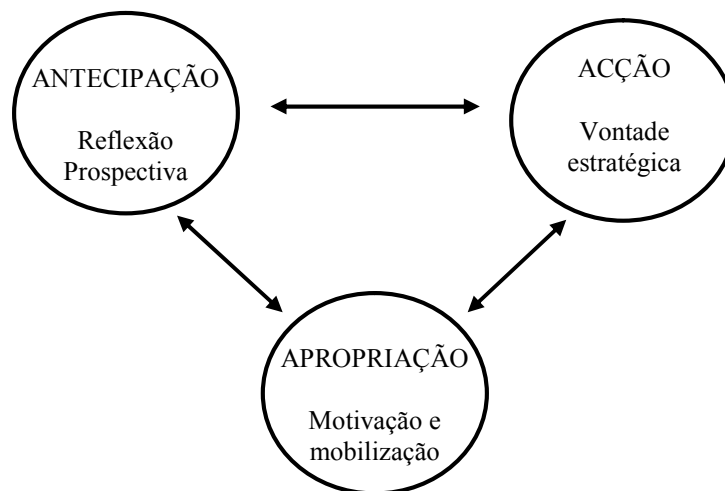 ANTECIPAÇÃO
Reflexão
Prospectiva
ACÇÃO
Vontade
estratégica
APROPRIAÇÃO
Motivação e
mobilização